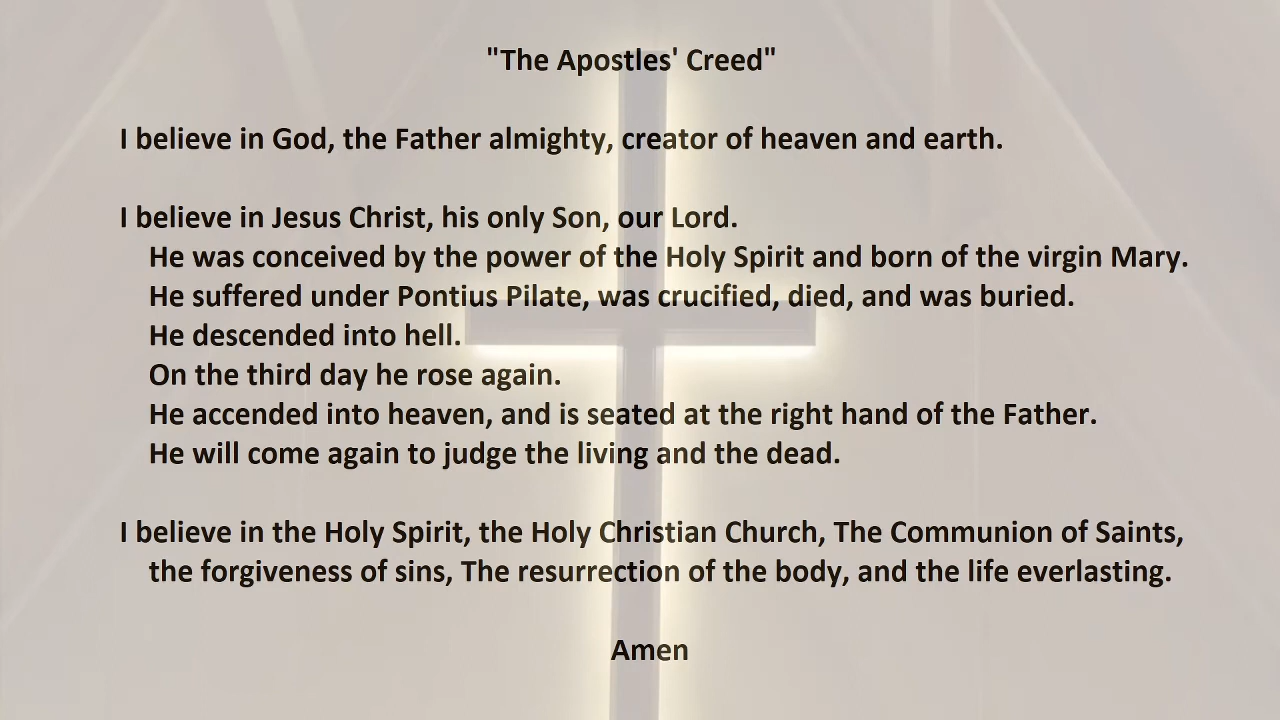 "The Apostles' Creed"
I believe in God, the Father almighty, creator of heaven and earth.
I believe in Jesus Christ, his only Son, our Lord.
He was conceived by the power of the Holy Spirit and born of the virgin Mary.
He suffered under Pontius Pilate, was crucified, died, and was buried.
He descended into hell.
On the third day he rose again.
He accended into heaven, and is seated at the right hand of the Father.
He will come again to judge the living and the dead.
I believe in the Holy Spirit, the Holy Christian Church, The Communion of Saints,
the forgiveness of sins, The resurrection of the body, and the life everlasting.
Amen